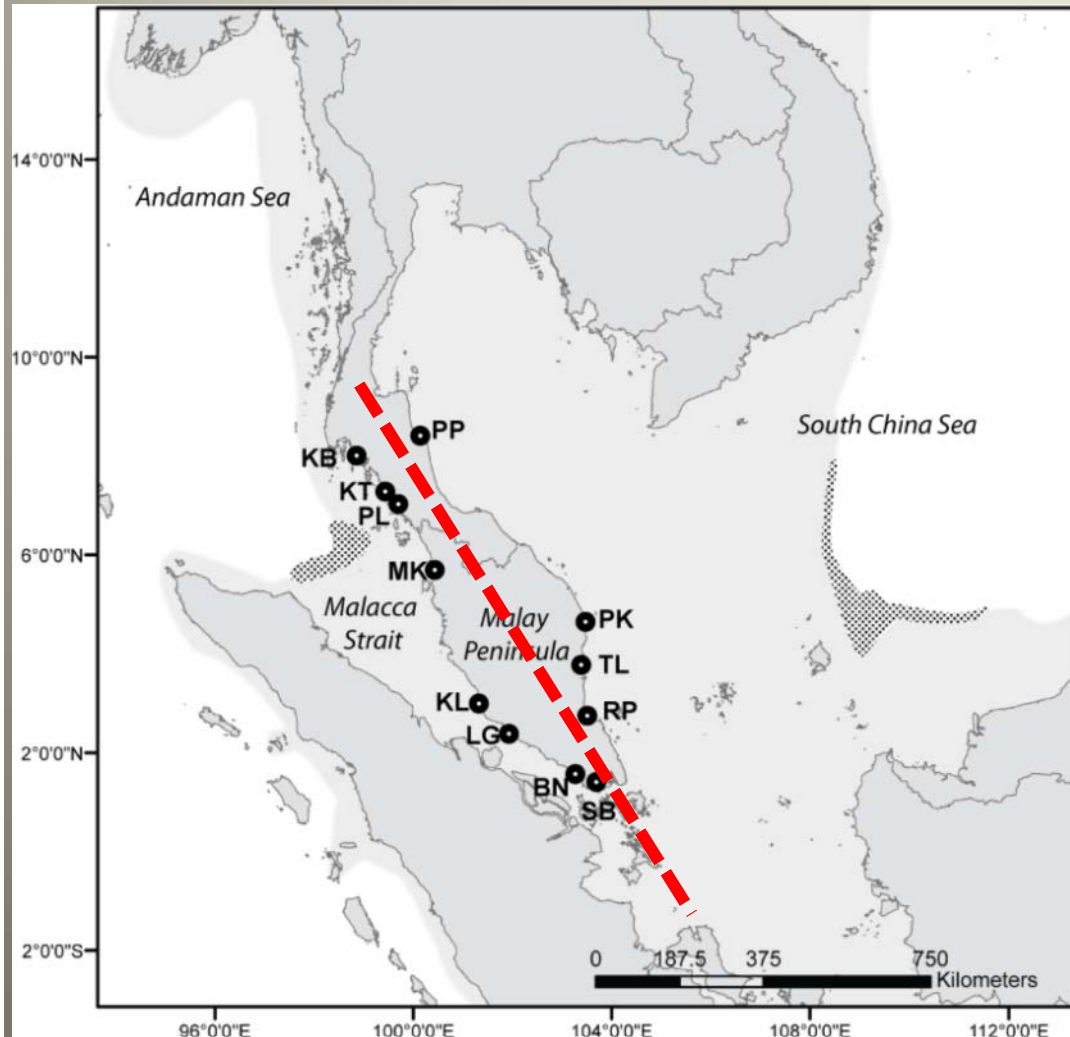 14°0'0"N
Andaman Sea
10°0'0"N
South China Sea
PP
KB
KT
PL
6°0'0"N
MK
Malacca
Strait
Malay
Peninsula
PK
TL
KL
RP
LG
2°0'0"N
BN
SB
2°0'0"S
0 187.5 375 750
Kilometers
96°0'0"E 100°0'0"E 104°0'0"E 108°0'0"E 112°0'0"E